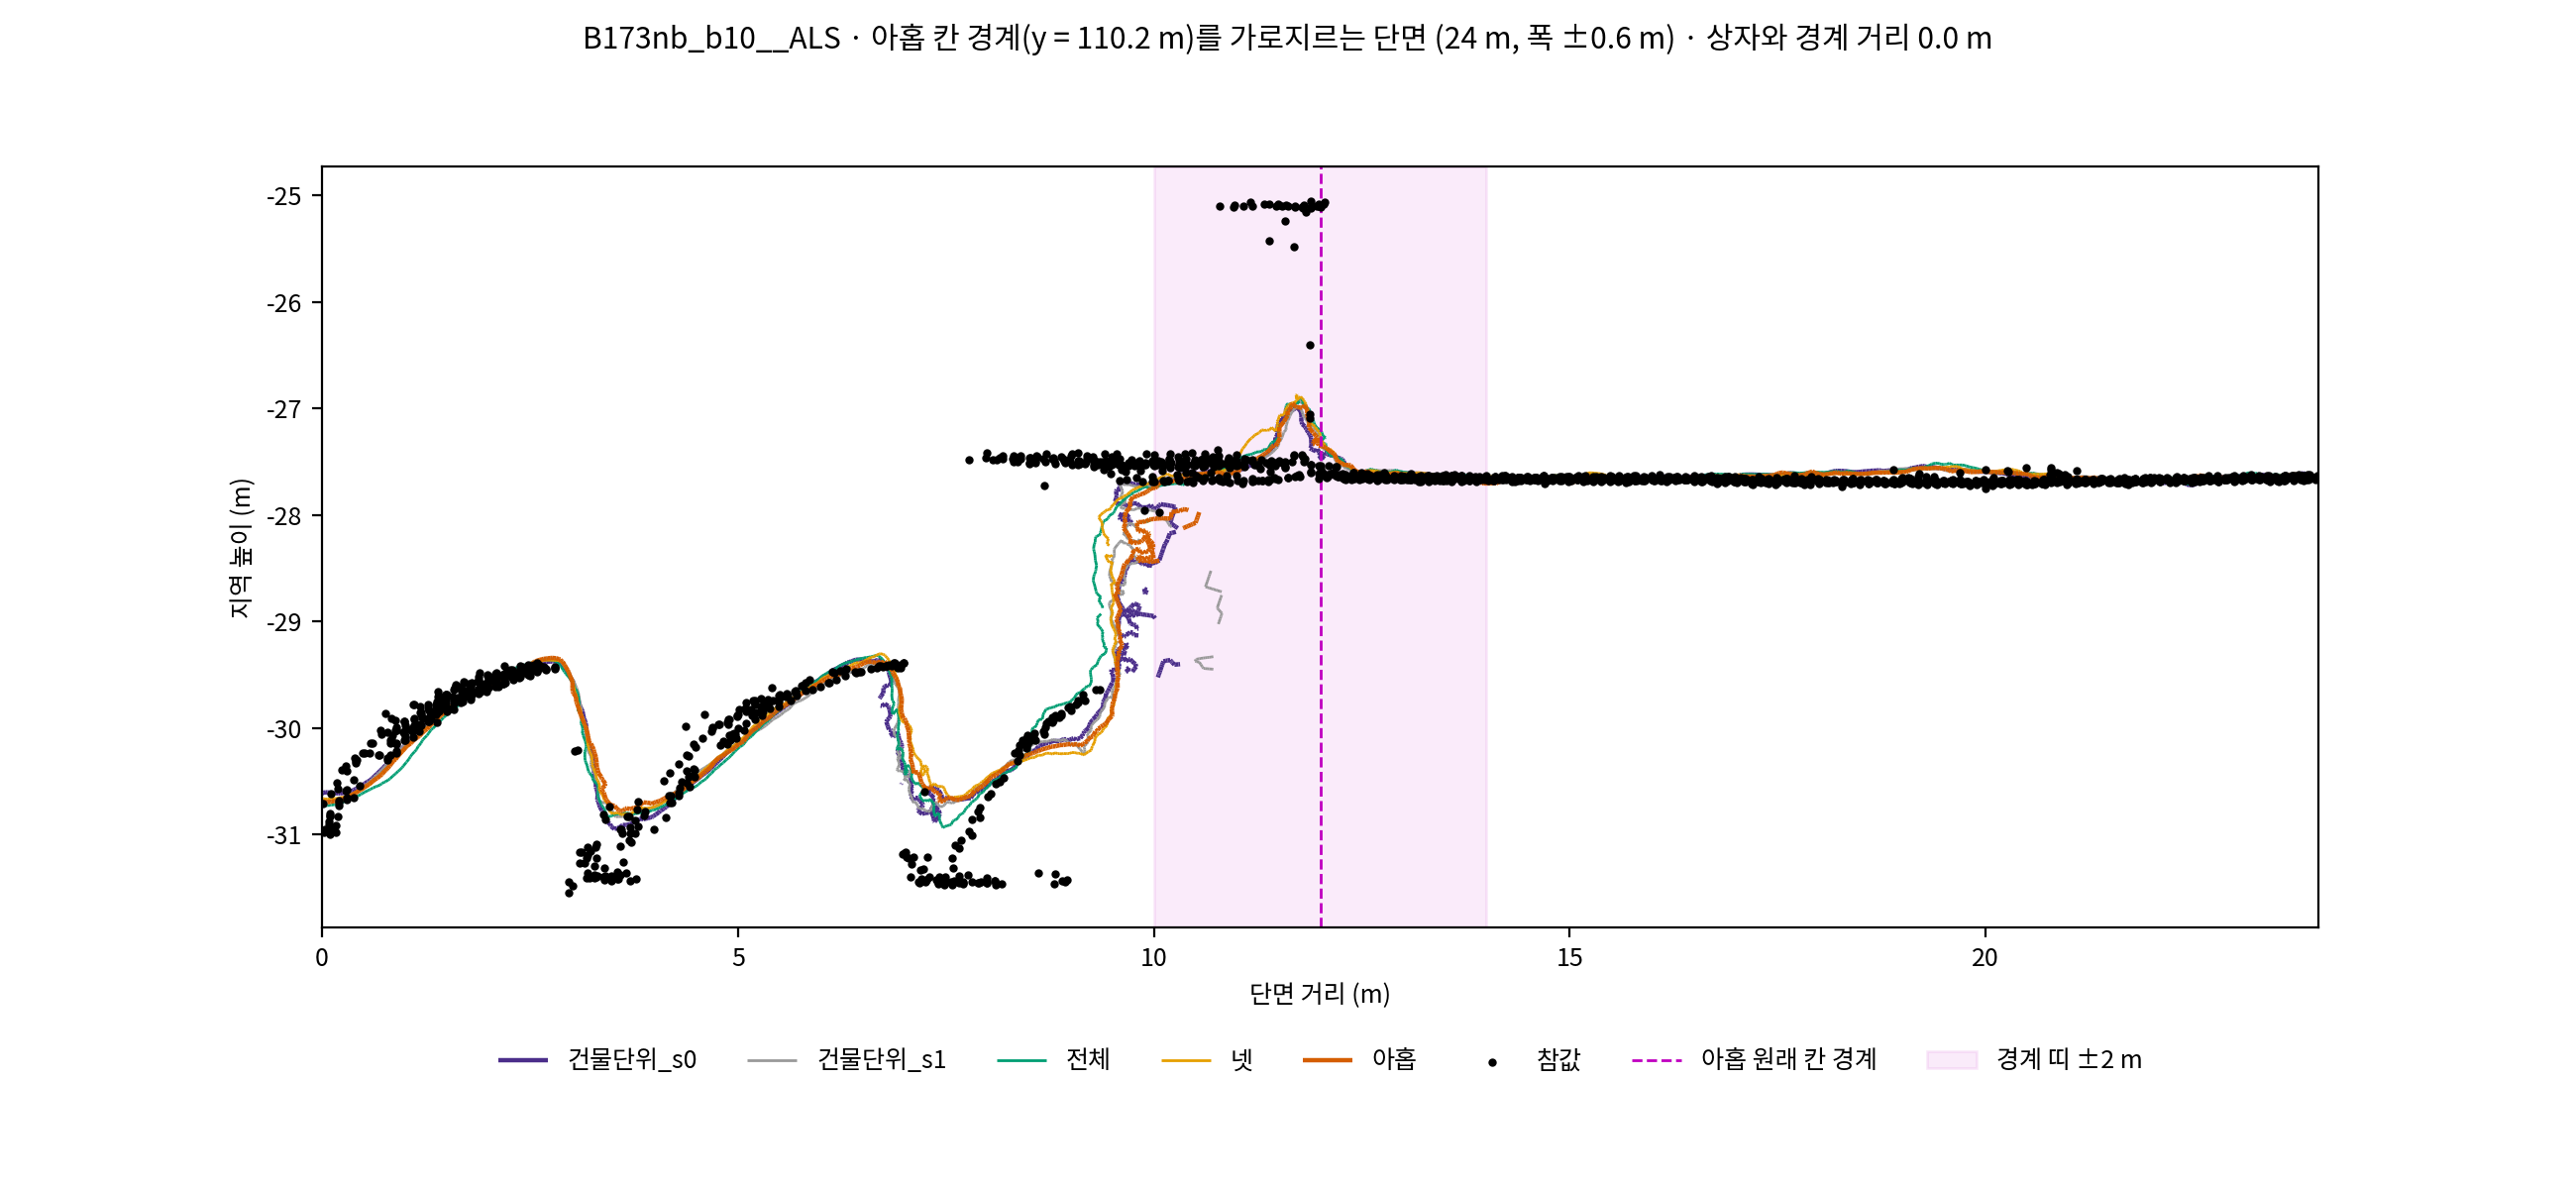 B173nb_b10__ALS · 아홉 칸 경계(y = 110.2 m)를 가로지르는 단면 (24 m, 폭 ±0.6 m) · 상자와 경계 거리 0.0 m
-25
-26
-27
-28
-29
-30
-31
지역 높이 (m)
0 5 10 15 20
단면 거리 (m)
건물단위_s0 건물단위_s1 전체 넷 아홉 참값 아홉 원래 칸 경계 경계 띠 ±2 m